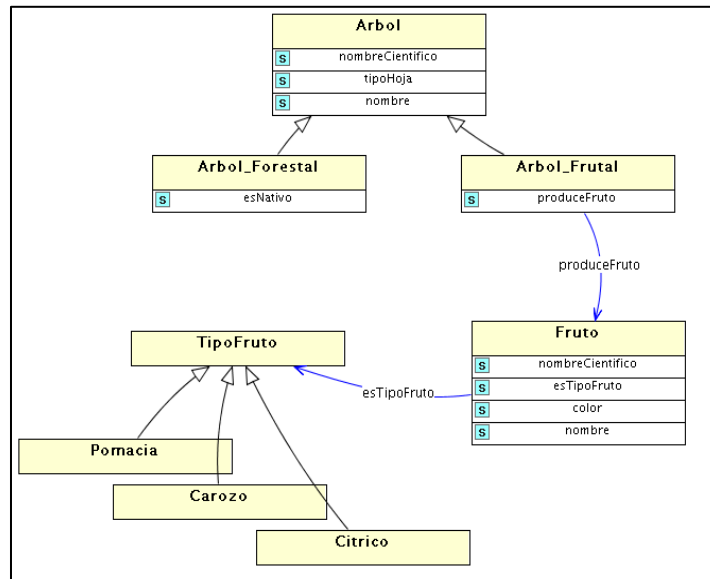 Arbol
S nombreCientifico
S tipoHoja
S nombre
Arbol_Forestal
S esNativo
Arbol_Frutal
S produceFruto
produceFruto
TipoFruto
Fruto
S nombreCientifico
S esTipoFruto
S color
S nombre
esTipoFruto
Pomacia
Carozo
Citrico